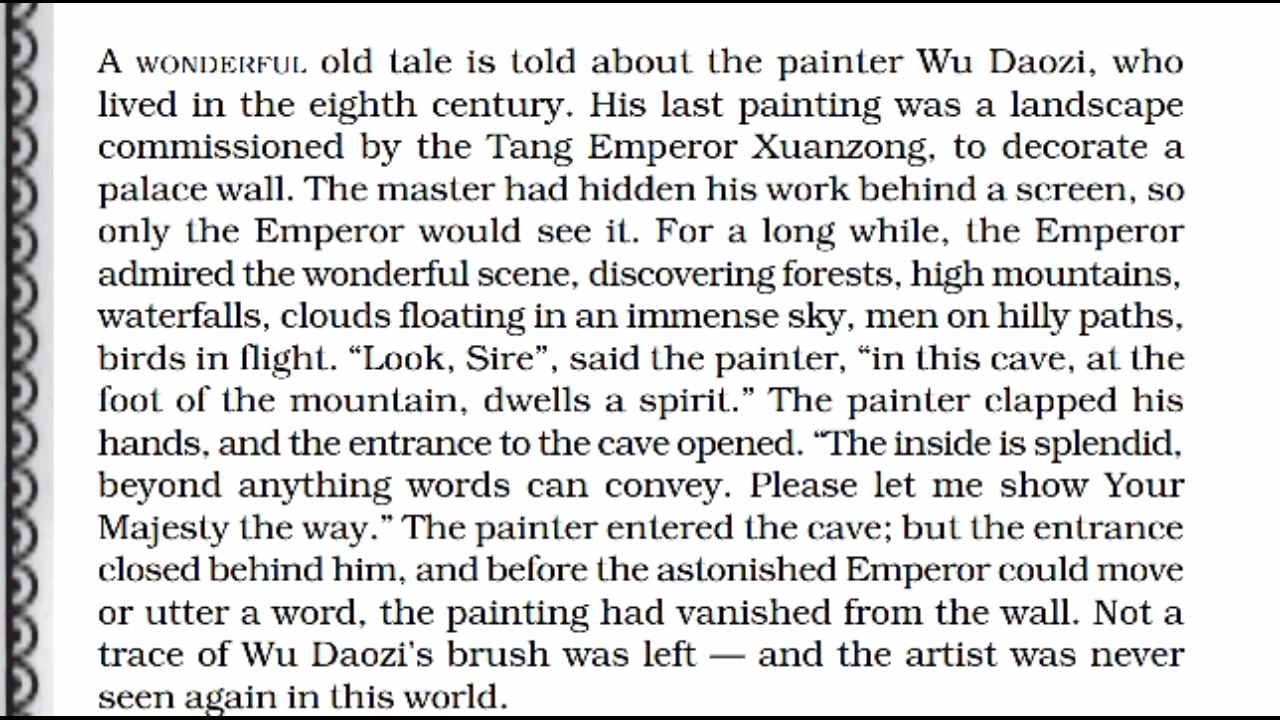 A WONDERFUL old tale is told about the painter Wu Daozi, who
lived in the eighth century. His last painting was a landscape
commissioned by the Tang Emperor Xuanzong, to decorate a
palace wall. The master had hidden his work behind a screen, so
only the Emperor would see it. For a long while, the Emperor
admired the wonderful scene, discovering forests, high mountains,
waterfalls, clouds floating in an immense sky, men on hilly paths,
birds in flight. “Look, Sire”, said the painter, “in this cave, at the
foot of the mountain, dwells a spirit.” The painter clapped his
hands, and the entrance to the cave opened. “The inside is splendid,
beyond anything words can convey. Please let me show Your
Majesty the way.” The painter entered the cave; but the entrance
closed behind him, and before the astonished Emperor could move
or utter a word, the painting had vanished from the wall. Not a
trace of Wu Daozi’s brush was left — and the artist was never
seen again in this world.